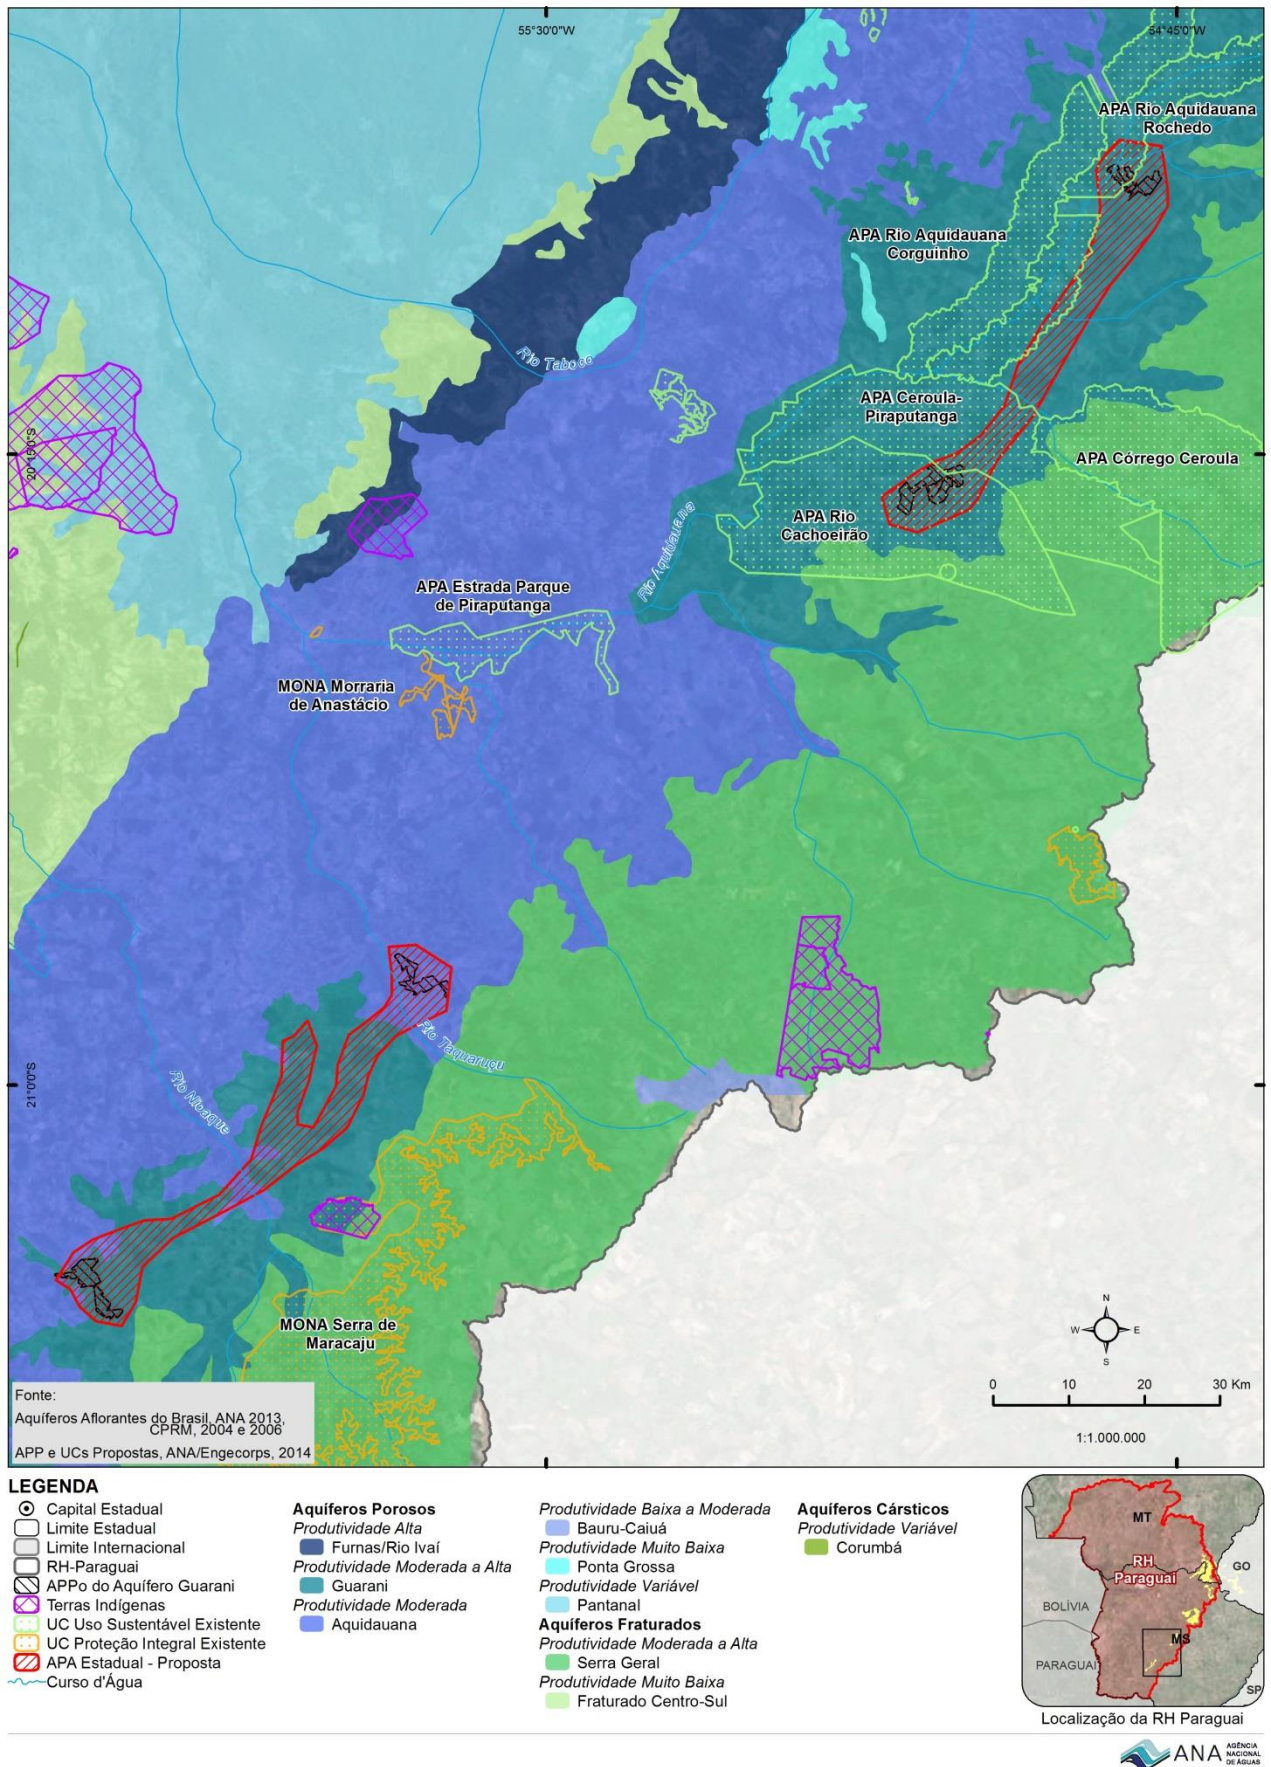 55°30'0"W
54°45'0"W
APA Rio Aquidauana
Rochedo
APA Rio Aquidauana
Corguinho
Rio Taboco
APA Ceroula-
Piraputanga
20°15'0"S
APA Córrego Ceroula
APA Rio
Cachoeirão
Rio Aquidauana
APA Estrada Parque
de Piraputanga
MONA Morraria
de Anastácio
Rio Taquaruçu
21°0'0"S
Rio Nioaque
MONA Serra de
Maracaju
N
W E
S
0 10 20 30 Km
1:1.000.000
Fonte:
Aquíferos Aflorantes do Brasil, ANA 2013,
CPRM, 2004 e 2006
APP e UCs Propostas, ANA/Engecorps, 2014
LEGENDA
Capital Estadual
Limite Estadual
Limite Internacional
RH-Paraguai
APPo do Aquífero Guarani
Terras Indígenas
UC Uso Sustentável Existente
UC Proteção Integral Existente
APA Estadual - Proposta
Curso d'Água
Aquíferos Porosos
Produtividade Alta
Furnas/Rio Ivaí
Produtividade Moderada a Alta
Guarani
Produtividade Moderada
Aquidauana
Produtividade Baixa a Moderada
Bauru-Caiuá
Produtividade Muito Baixa
Ponta Grossa
Produtividade Variável
Pantanal
Aquíferos Fraturados
Produtividade Moderada a Alta
Serra Geral
Produtividade Muito Baixa
Fraturado Centro-Sul
Aquíferos Cársticos
Produtividade Variável
Corumbá
MT
RH
Paraguai
GO
BOLÍVIA
MS
PARAGUAI
SP
Localização da RH Paraguai
ANA AGÊNCIA
NACIONAL
DE ÁGUAS